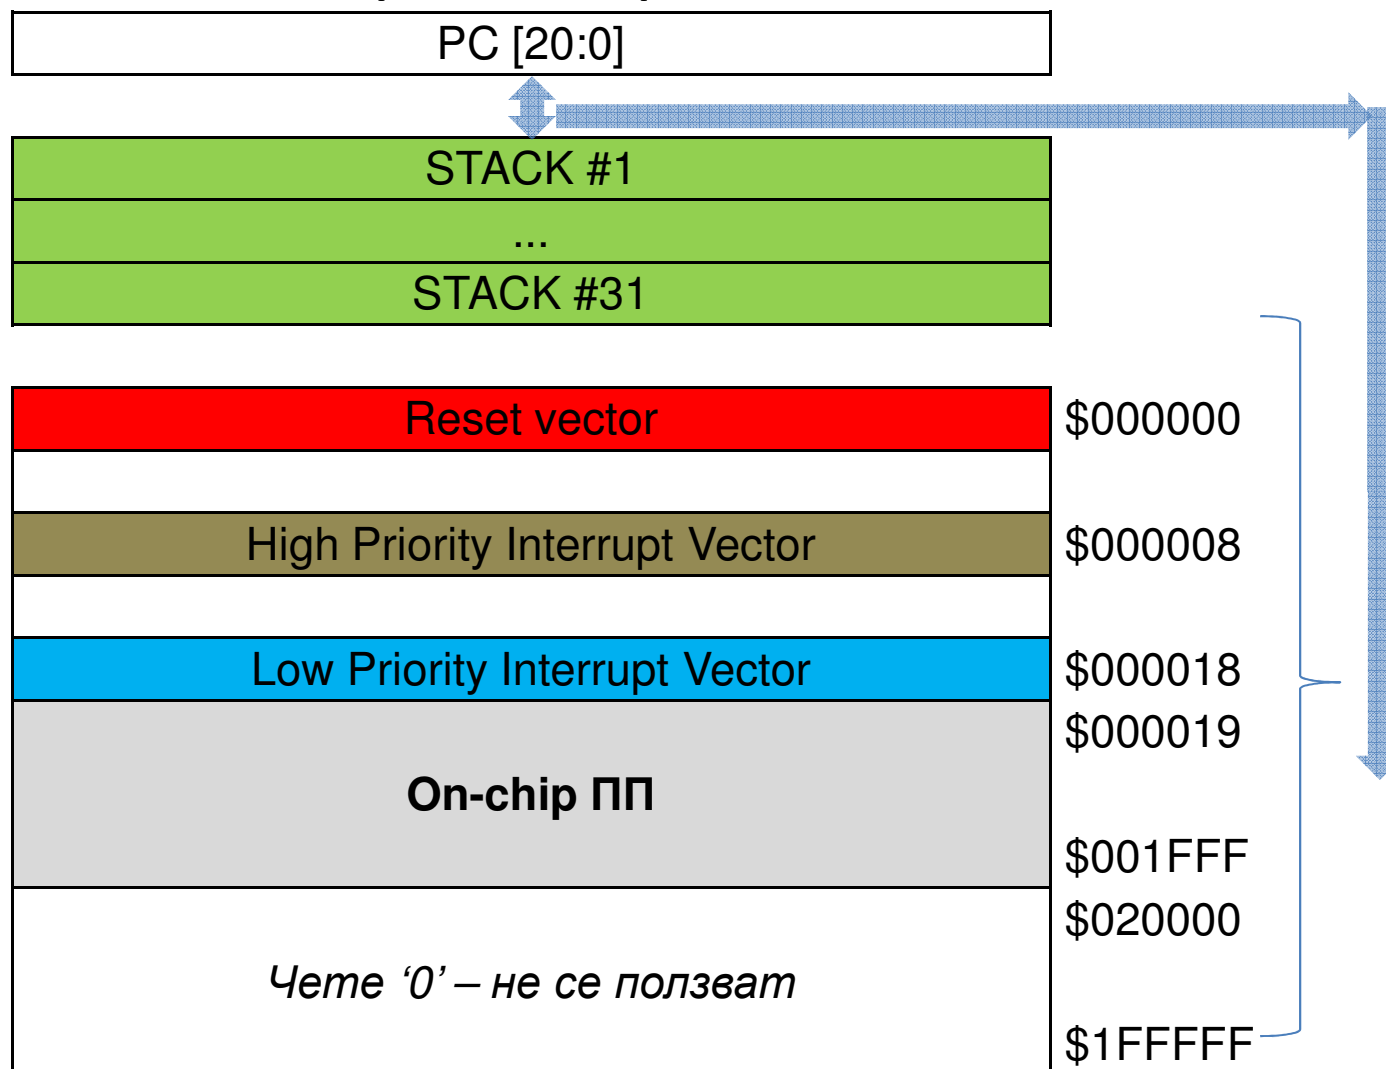 PC [20:0]
STACK #1
...
STACK #31
Reset vector $000000
High Priority Interrupt Vector $000008
Low Priority Interrupt Vector $000018
$000019
On-chip ПП
$001FFF
$020000
Чете ‘0’ – не се ползват
$1FFFFF